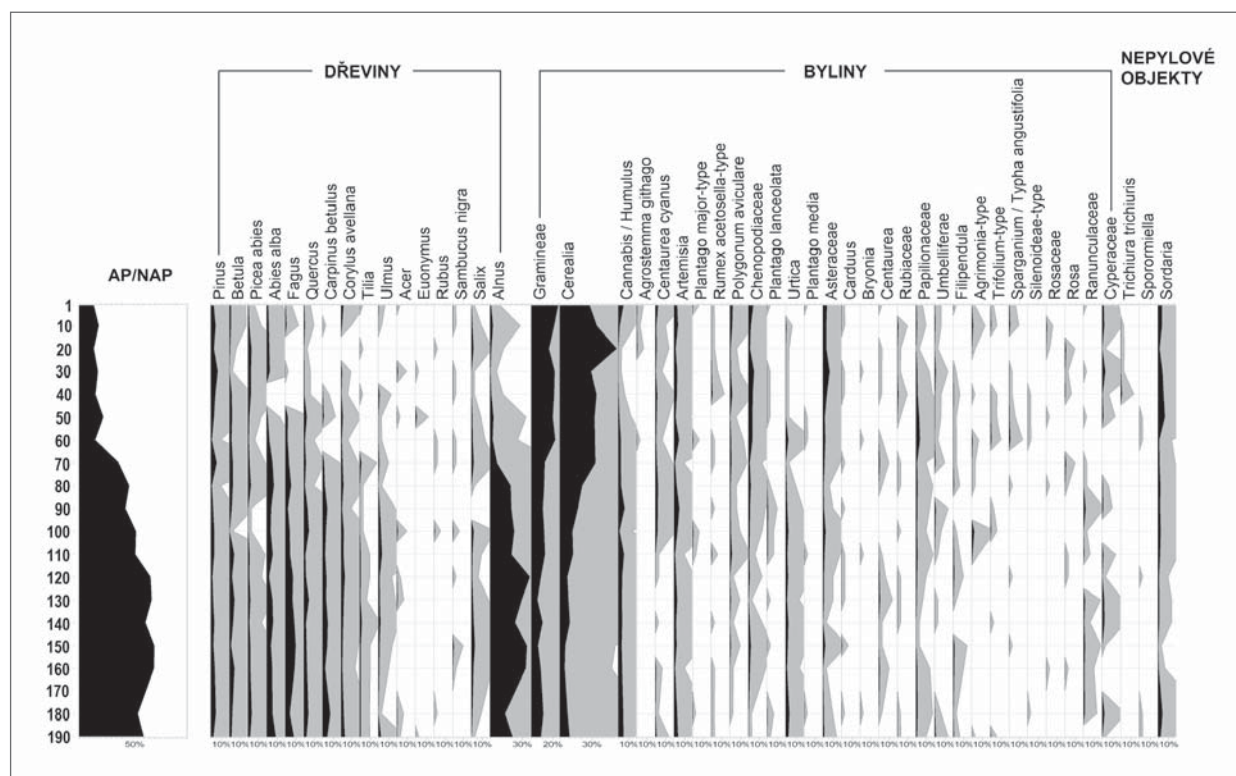 DŘEVINY
BYLINY
NEPYLOVÉ
OBJEKTY
AP/NAP
Pinus
Betula
Picea abies
Abies alba
Fagus
Quercus
Carpinus betulus
Corylus avellana
Tilia
Ulmus
Acer
Euonymus
Rubus
Sambucus nigra
Salix
Alnus
Gramineae
Cerealia
Cannabis / Humulus
Agrostemma githago
Centaurea cyanus
Artemisia
Plantago major-type
Rumex acetosella-type
Polygonum aviculare
Chenopodiaceae
Plantago lanceolata
Urtica
Plantago media
Asteraceae
Carduus
Bryonia
Centaurea
Rubiaceae
Papilionaceae
Umbelliferae
Filipendula
Agrimonia-type
Trifolium-type
Sparganium / Typha angustifolia
Silenoideae-type
Rosaceae
Rosa
Ranunculaceae
Cyperaceae
Trichiura trichiuris
Sporormiella
Sordaria
1
10
20
30
40
50
60
70
80
90
100
110
120
130
140
150
160
170
180
190
50%
10% 10% 10% 10% 10% 10% 10% 10% 10% 10% 10% 10% 10% 10% 10% 30% 20% 30% 10% 10% 10% 10% 10% 10% 10% 10% 10% 10% 10% 10% 10% 10% 10% 10% 10% 10% 10% 10% 10% 10% 10% 10% 10% 10% 10% 10% 10% 10%